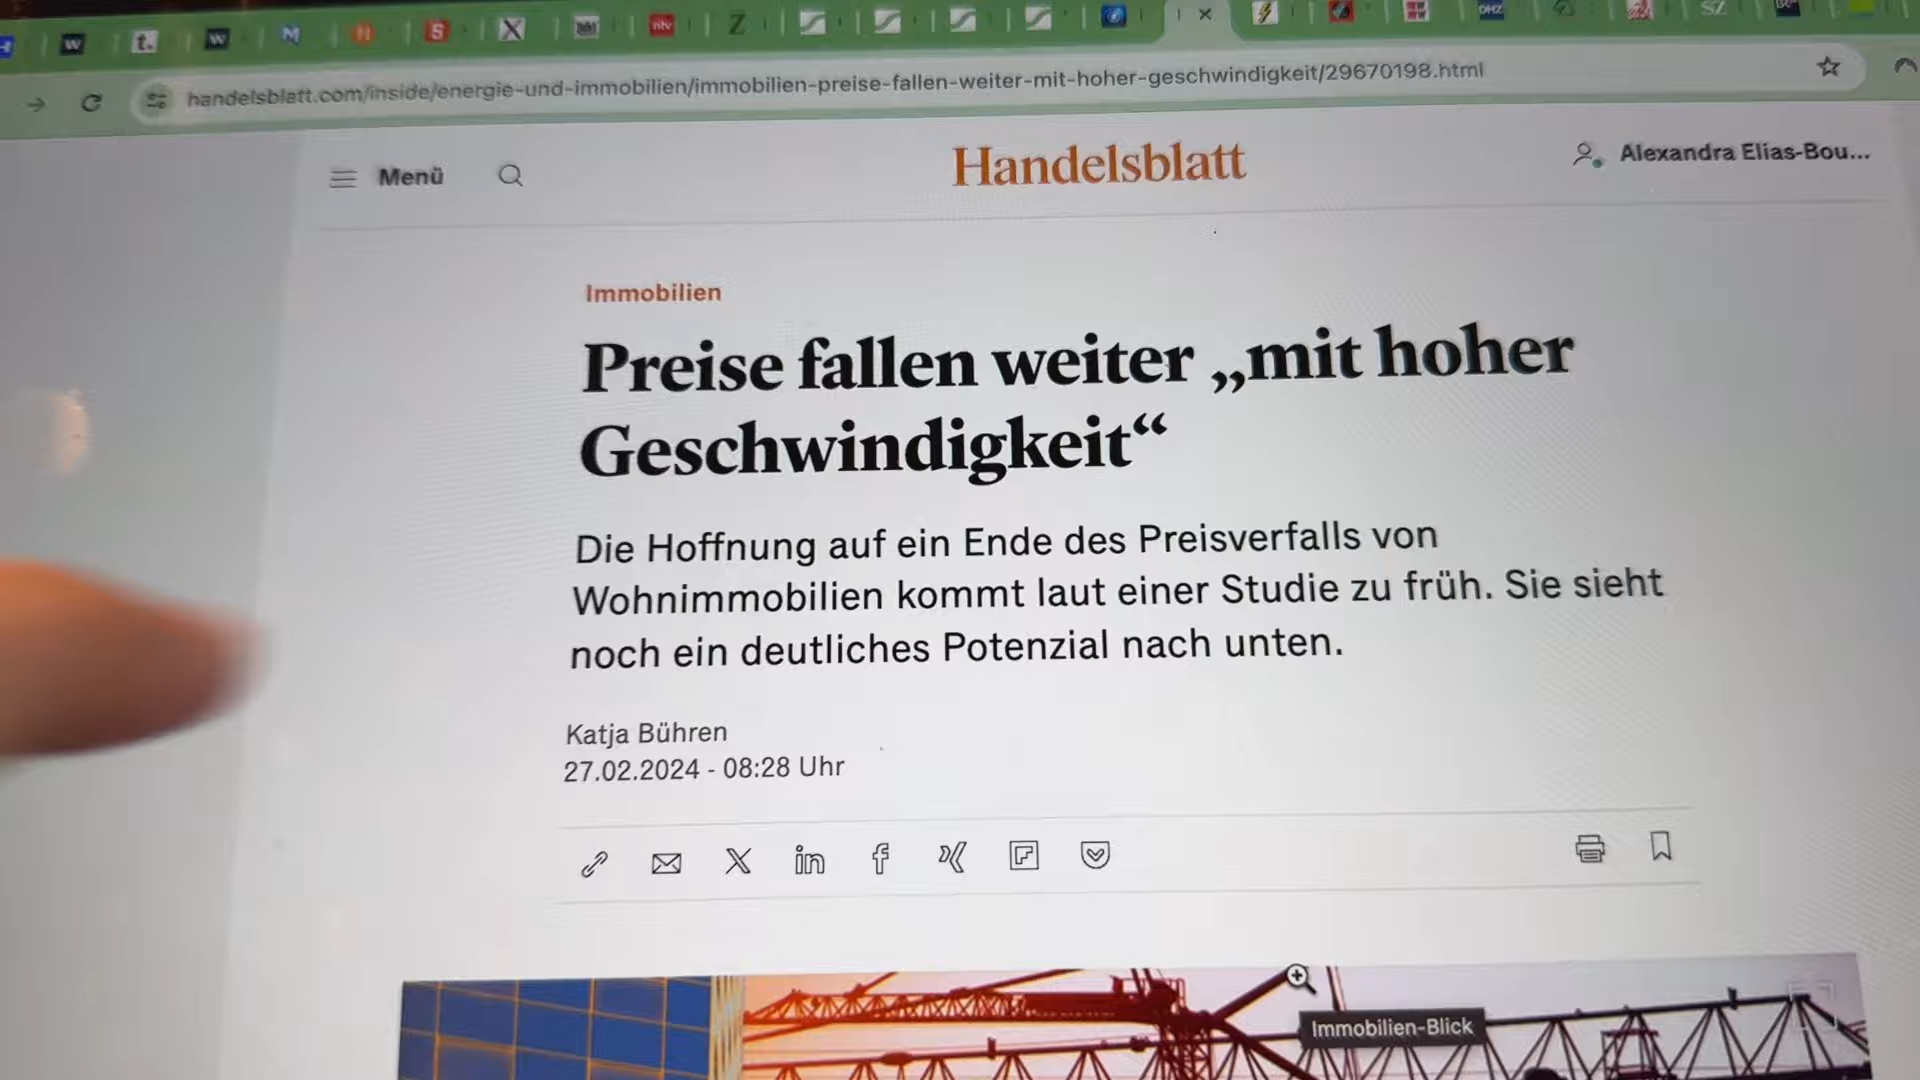 handelsblatt.com/inside/energie-und-immobilien/immobilien-preise-fallen-weiter-mit-hoher-geschwindigkeit/29670198.html
Menü
Handelsblatt
Alexandra Elias-Bou...
Immobilien
Preise fallen weiter „mit hoher
Geschwindigkeit“
Die Hoffnung auf ein Ende des Preisverfalls von
Wohnimmobilien kommt laut einer Studie zu früh. Sie sieht
noch ein deutliches Potenzial nach unten.
Katja Bühren
27.02.2024 - 08:28 Uhr
Immobilien-Blick